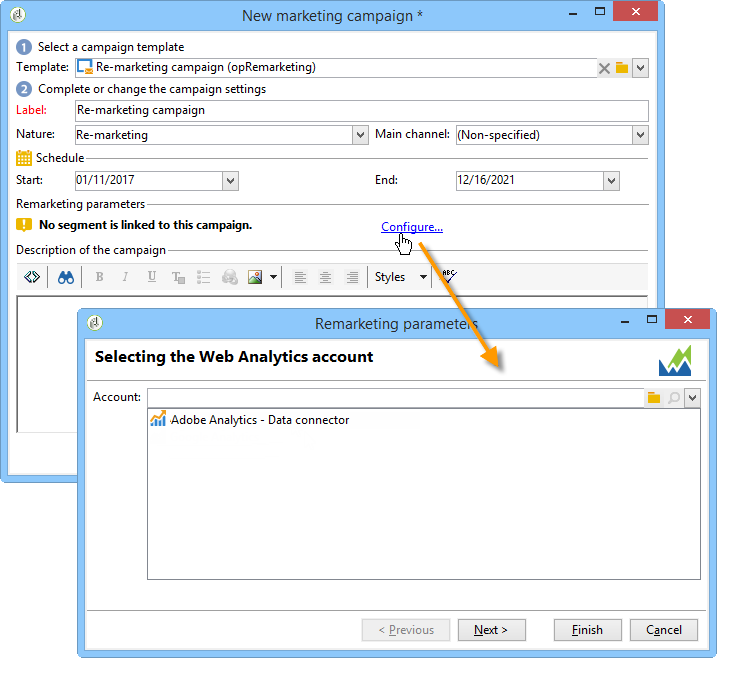 New marketing campaign *
1 Select a campaign template
Template: Re-marketing campaign (opRemarketing)
2 Complete or change the campaign settings
Label: Re-marketing campaign
Nature: Re-marketing Main channel: (Non-specified)
Schedule
Start: 01/11/2017 End: 12/16/2021
Remarketing parameters
No segment is linked to this campaign. Configure...
Description of the campaign
B I U T Styles ABC
Remarketing parameters
Selecting the Web Analytics account
Account:
Adobe Analytics - Data connector
< Previous Next > Finish Cancel